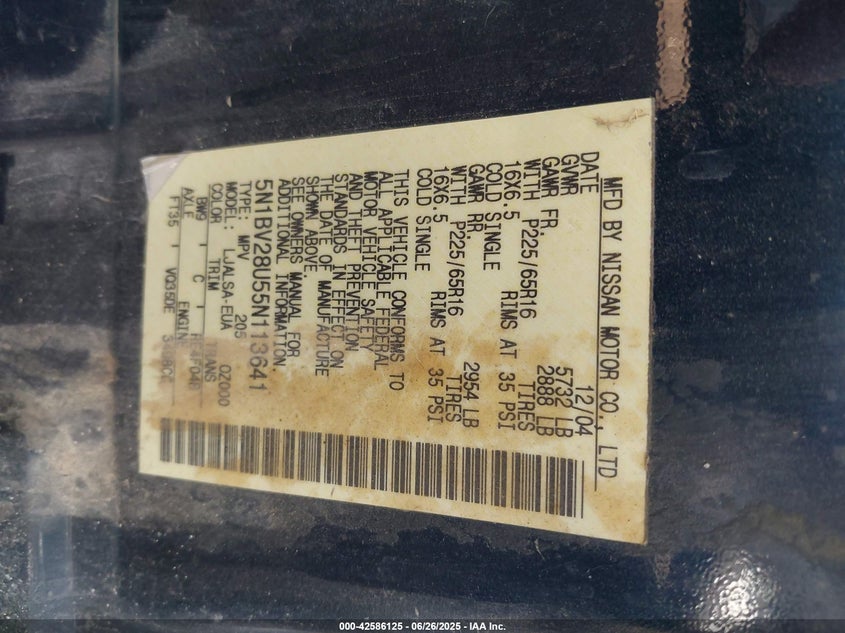 MFD BY NISSAN MOTOR CO., LTD
DATE 12/04
GVWR 5732 LB
GAWR FR. 2888 LB
WITH P225/65R16 TIRES
16X6.5 RIMS AT 35 PSI
COLD SINGLE
GAWR RR. 2954 LB
WITH P225/65R16 TIRES
16X6.5 RIMS AT 35 PSI
COLD SINGLE
THIS VEHICLE CONFORMS TO
ALL APPLICABLE FEDERAL
MOTOR VEHICLE SAFETY
AND THEFT PREVENTION
STANDARDS IN EFFECT ON
THE DATE OF MANUFACTURE
SHOWN ABOVE.
SEE OWNERS MANUAL FOR
ADDITIONAL INFORMATION.
5N1BV28U55N113641
TYPE: MPV 205
MODEL: LJALSA-EUA 0Z000
COLOR TRIM TRANS
BW9 C
AXLE ENGINE
FT35 VQ35DE
000-42586125 - 06/26/2025 - IAA Inc.